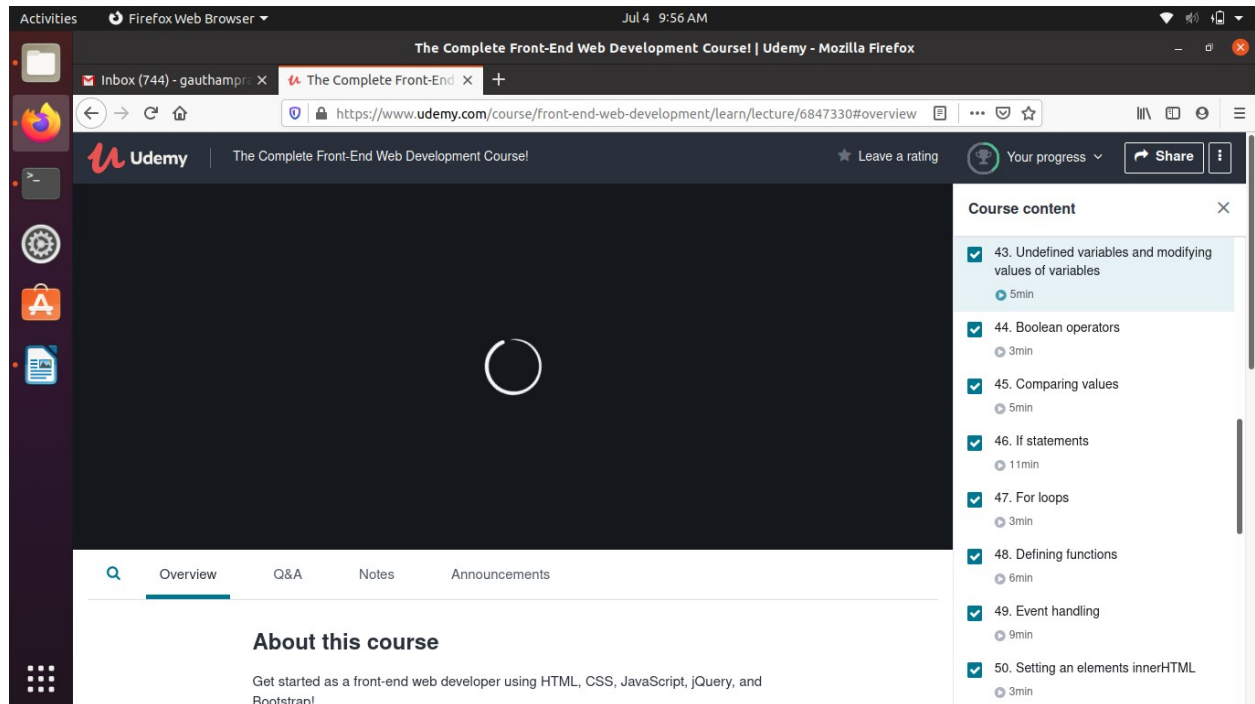 Activities
Firefox Web Browser
Jul 4 9:56 AM
The Complete Front-End Web Development Course! | Udemy - Mozilla Firefox
Inbox (744) - gauthampra
The Complete Front-End
https://www.udemy.com/course/front-end-web-development/learn/lecture/6847330#overview
Udemy
The Complete Front-End Web Development Course!
Leave a rating
Your progress
Share
Course content
43. Undefined variables and modifying
values of variables
5min
44. Boolean operators
3min
45. Comparing values
5min
46. If statements
11min
47. For loops
3min
48. Defining functions
6min
49. Event handling
9min
50. Setting an elements innerHTML
3min
Overview
Q&A
Notes
Announcements
About this course
Get started as a front-end web developer using HTML, CSS, JavaScript, jQuery, and
Bootstrap!